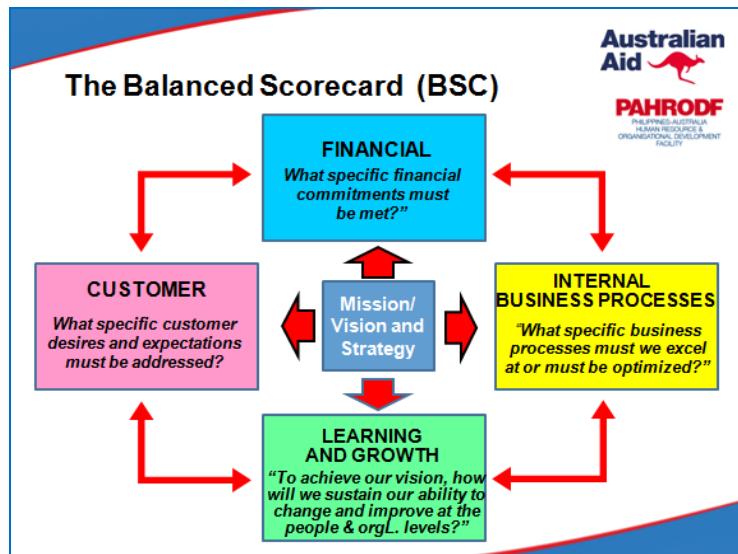 Australian
Aid
The Balanced Scorecard (BSC)
PAHRODF
PHILIPPINES-AUSTRALIA
HUMAN RESOURCE &
ORGANISATIONAL DEVELOPMENT
FACILITY
FINANCIAL
What specific financial
commitments must
be met?”
CUSTOMER
What specific customer
desires and expectations
must be addressed?
Mission/
Vision and
Strategy
INTERNAL
BUSINESS PROCESSES
“What specific business
processes must we excel
at or must be optimized?”
LEARNING
AND GROWTH
“To achieve our vision, how
will we sustain our ability to
change and improve at the
people & orgL. levels?”